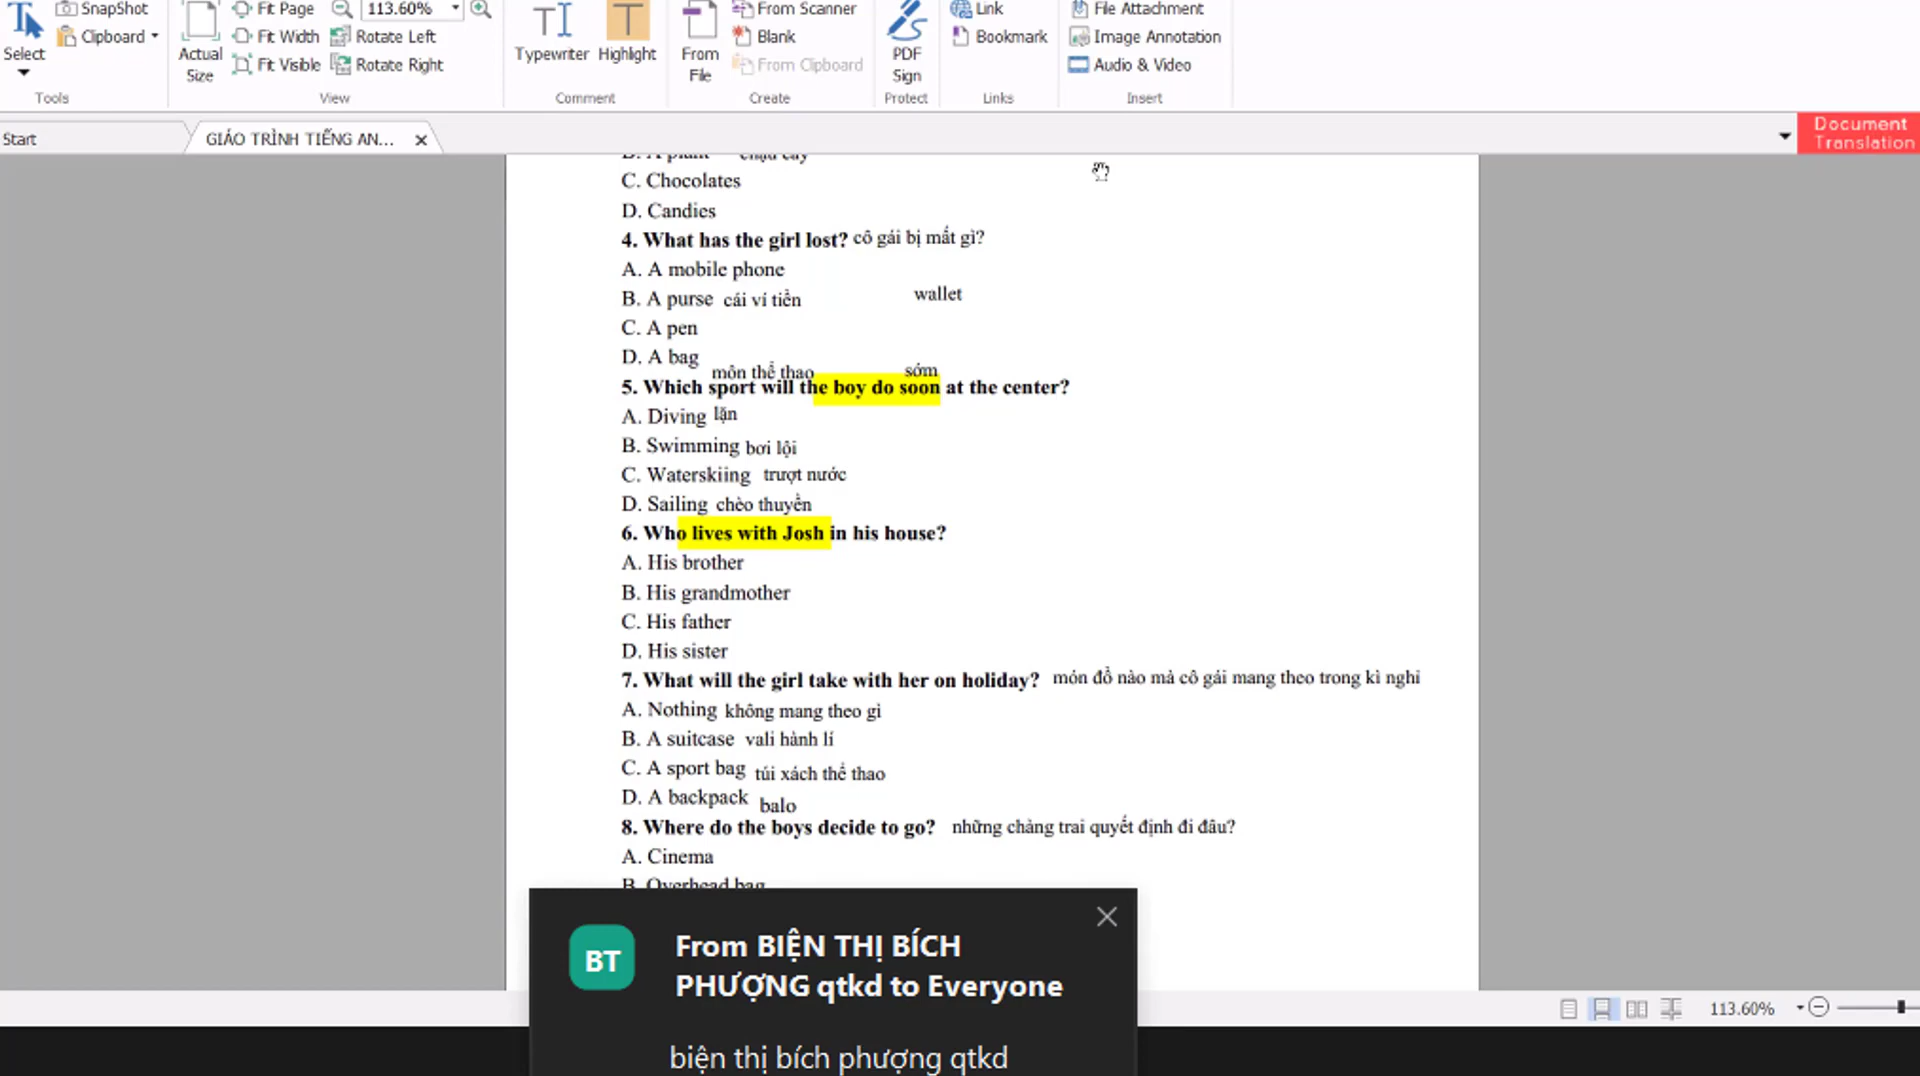 Select
SnapShot
Clipboard
Tools
Actual
Size
Fit Page
Fit Width
Fit Visible
113.60%
Rotate Left
Rotate Right
View
Typewriter
Highlight
Comment
From
File
From Scanner
Blank
From Clipboard
Create
PDF
Sign
Protect
Link
Bookmark
Links
File Attachment
Image Annotation
Audio & Video
Insert
Start
GIÁO TRÌNH TIẾNG AN...
Document
Translation
C. Chocolates
D. Candies
4. What has the girl lost? cô gái bị mất gì?
A. A mobile phone
B. A purse cái ví tiền wallet
C. A pen
D. A bag
môn thể thao sớm
5. Which sport will the boy do soon at the center?
A. Diving lặn
B. Swimming bơi lội
C. Waterskiing trượt nước
D. Sailing chèo thuyền
6. Who lives with Josh in his house?
A. His brother
B. His grandmother
C. His father
D. His sister
7. What will the girl take with her on holiday? món đồ nào mà cô gái mang theo trong kì nghỉ
A. Nothing không mang theo gì
B. A suitcase vali hành lí
C. A sport bag túi xách thể thao
D. A backpack balo
8. Where do the boys decide to go? những chàng trai quyết định đi đâu?
A. Cinema
B. Overhead bag
BT
From BIỆN THỊ BÍCH
PHƯỢNG qtkd to Everyone
biện thị bích phượng qtkd
113.60%